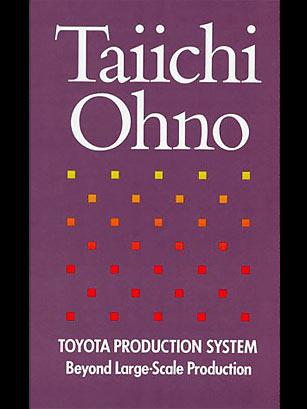 Taiichi
Ohno
TOYOTA PRODUCTION SYSTEM
Beyond Large-Scale Production